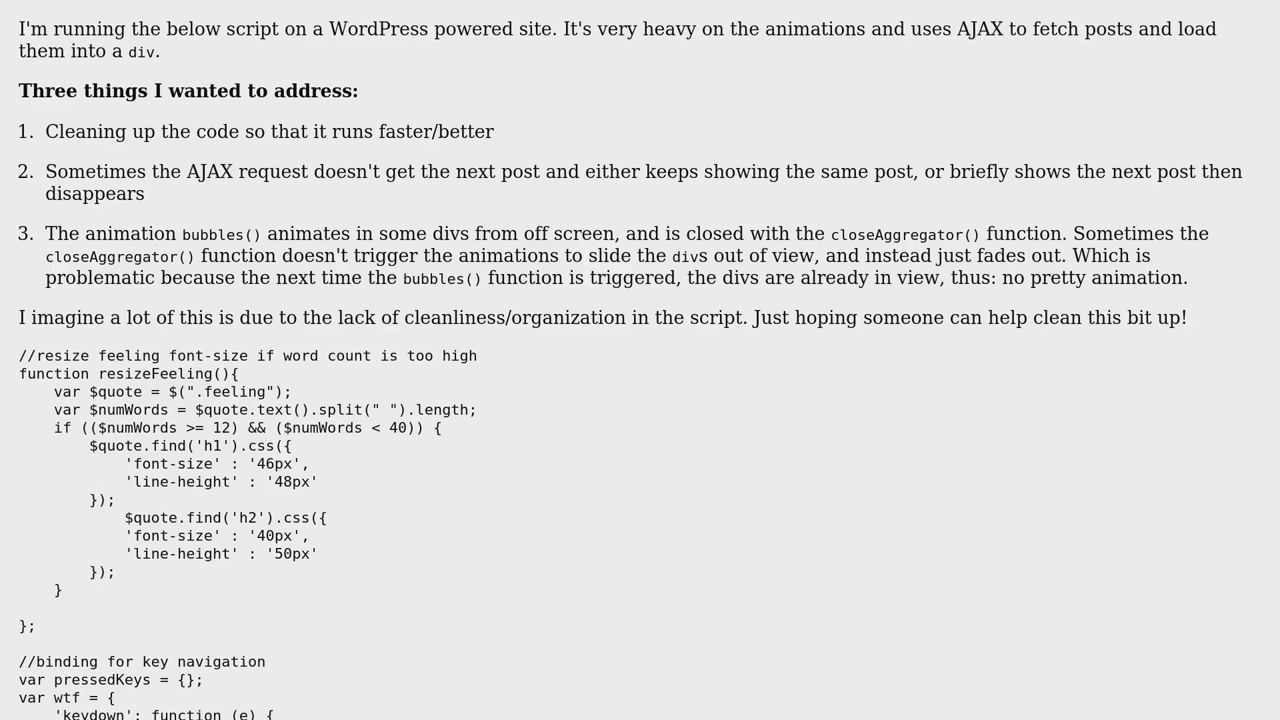 I'm running the below script on a WordPress powered site. It's very heavy on the animations and uses AJAX to fetch posts and load
them into a div.
Three things I wanted to address:
1. Cleaning up the code so that it runs faster/better
2. Sometimes the AJAX request doesn't get the next post and either keeps showing the same post, or briefly shows the next post then
disappears
3. The animation bubbles() animates in some divs from off screen, and is closed with the closeAggregator() function. Sometimes the
closeAggregator() function doesn't trigger the animations to slide the divs out of view, and instead just fades out. Which is
problematic because the next time the bubbles() function is triggered, the divs are already in view, thus: no pretty animation.
I imagine a lot of this is due to the lack of cleanliness/organization in the script. Just hoping someone can help clean this bit up!
//resize feeling font-size if word count is too high
function resizeFeeling(){
    var $quote = $(".feeling");
    var $numWords = $quote.text().split(" ").length;
    if (($numWords >= 12) && ($numWords < 40)) {
        $quote.find('h1').css({
            'font-size' : '46px',
            'line-height' : '48px'
        });
            $quote.find('h2').css({
            'font-size' : '40px',
            'line-height' : '50px'
        });
    }
};
//binding for key navigation
var pressedKeys = {};
var wtf = {
    'keydown': function (e) {